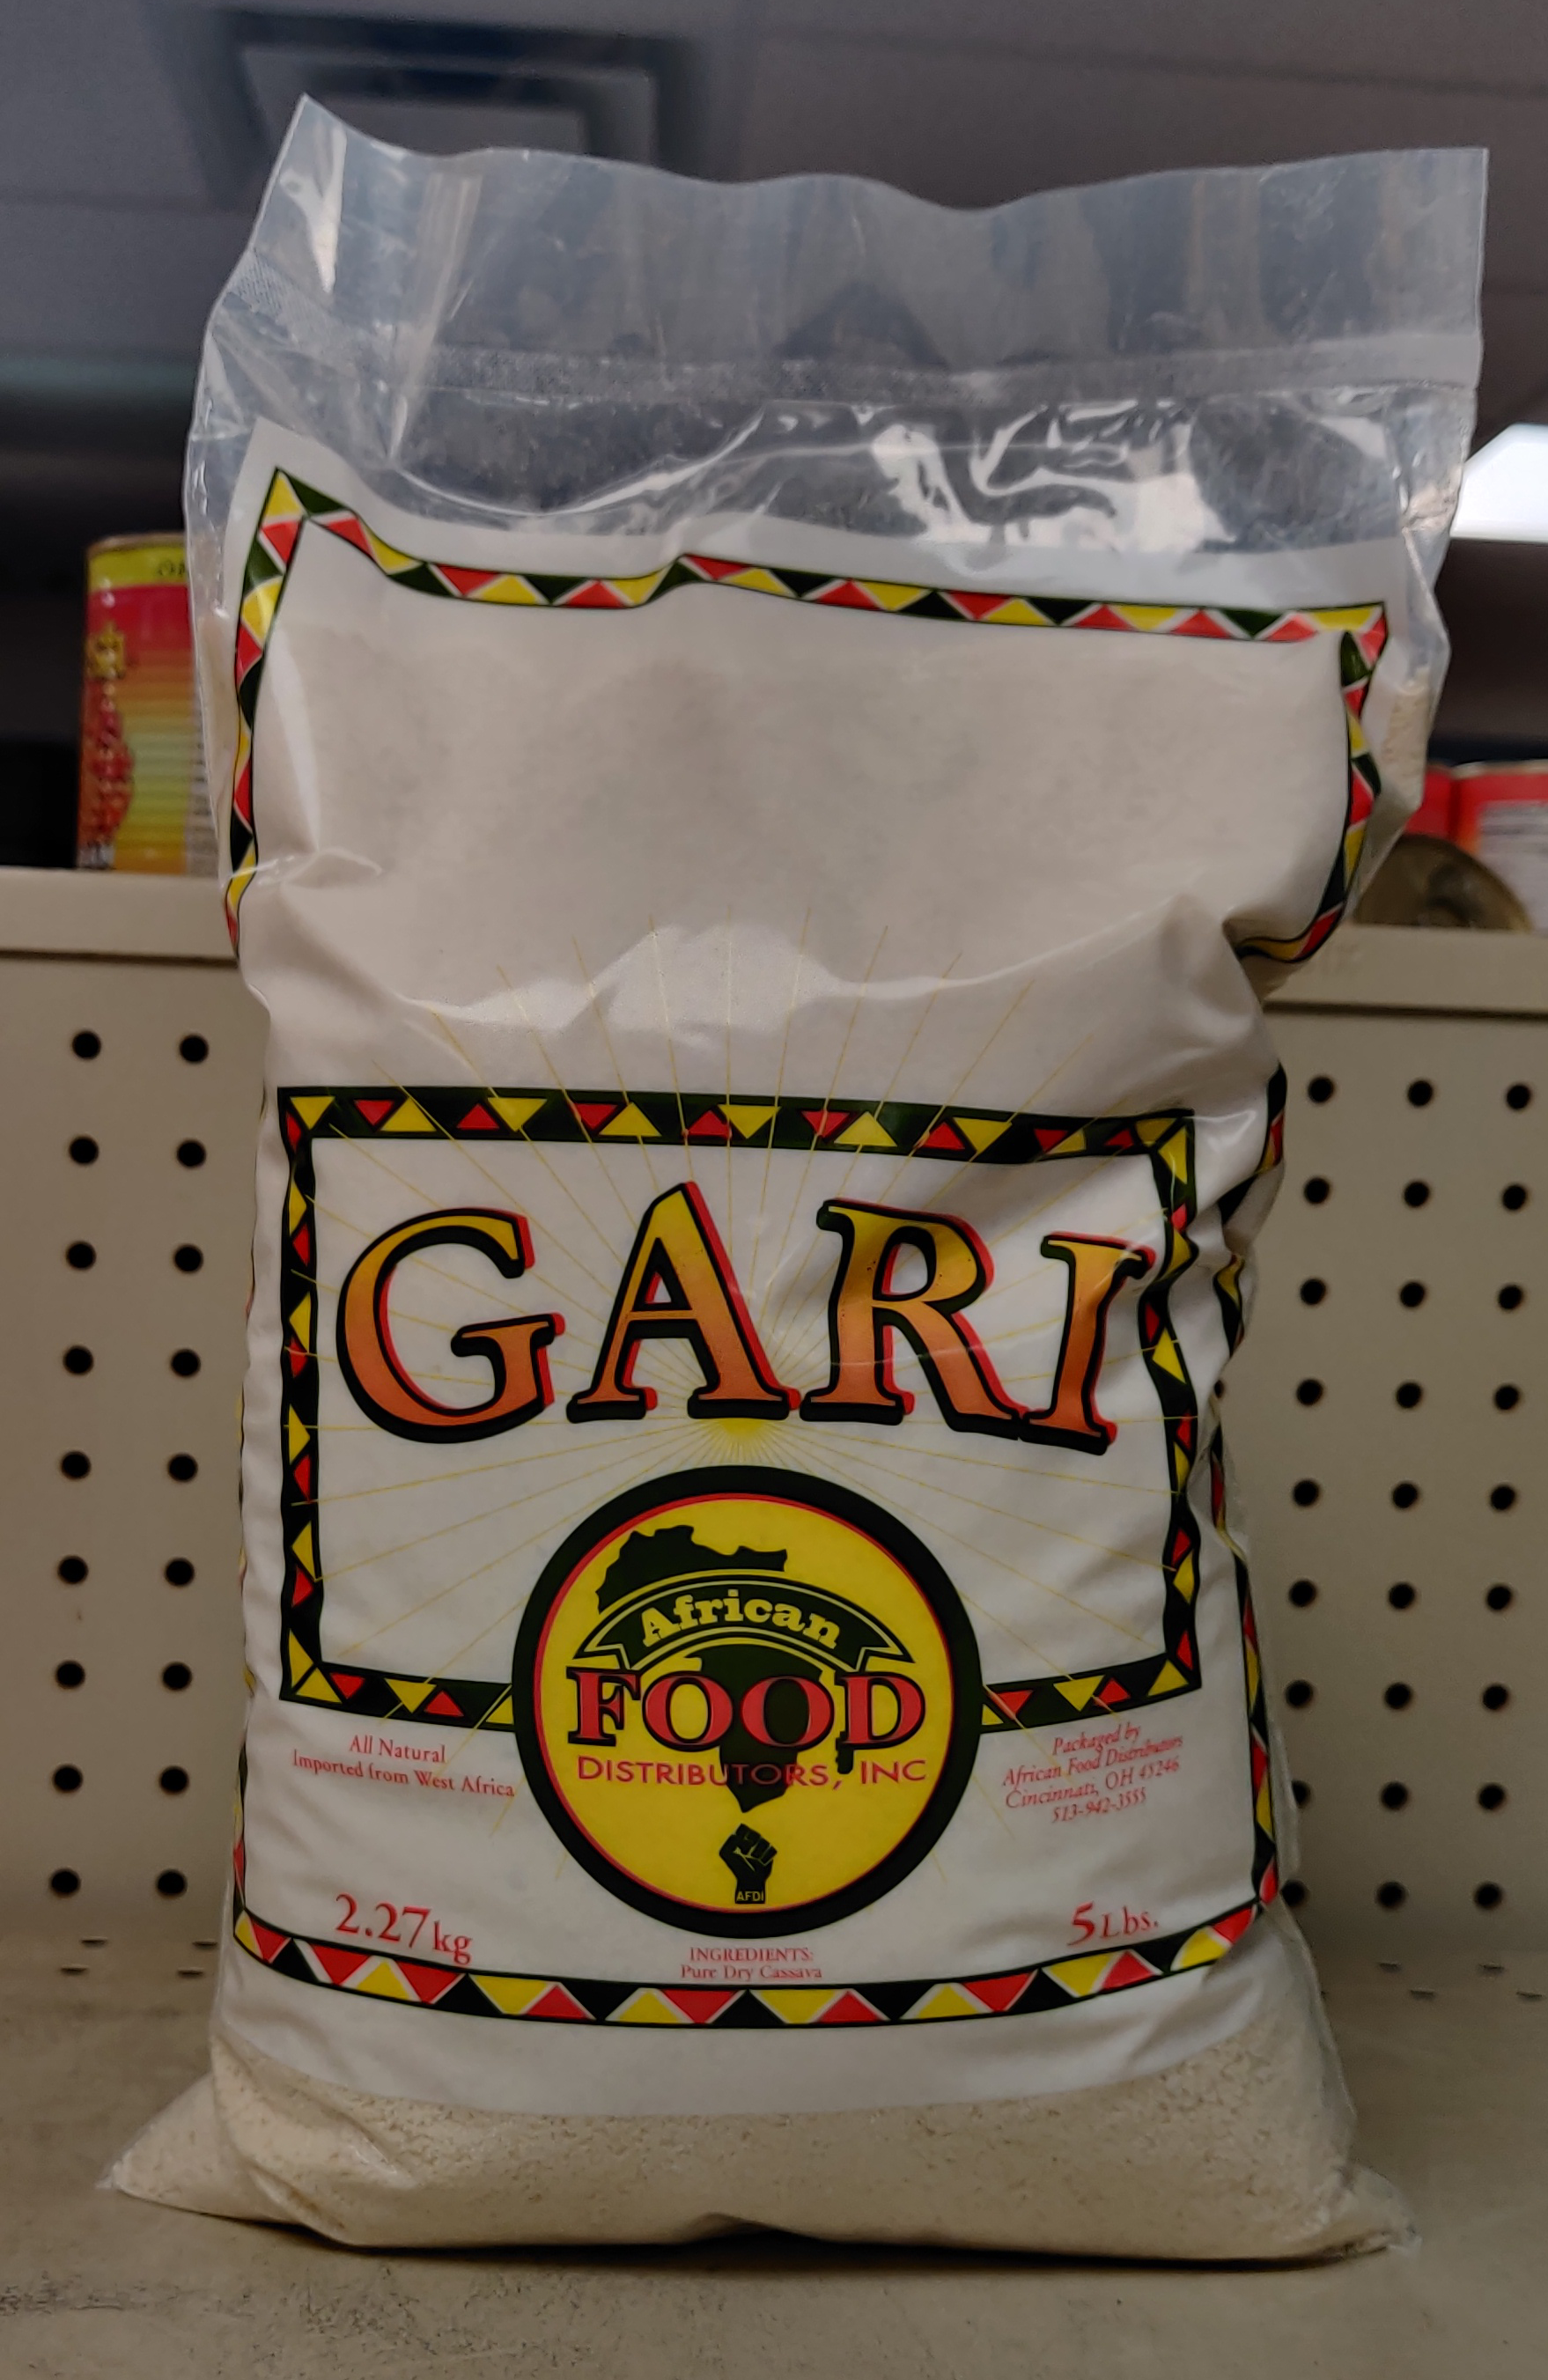 GARI
African
FOOD
DISTRIBUTORS, INC
AFDI
All Natural
Imported from West Africa
Packaged by
African Food Distributors
Cincinnati, OH 45246
513-942-3555
2.27kg
5Lbs.
INGREDIENTS:
Pure Dry Cassava